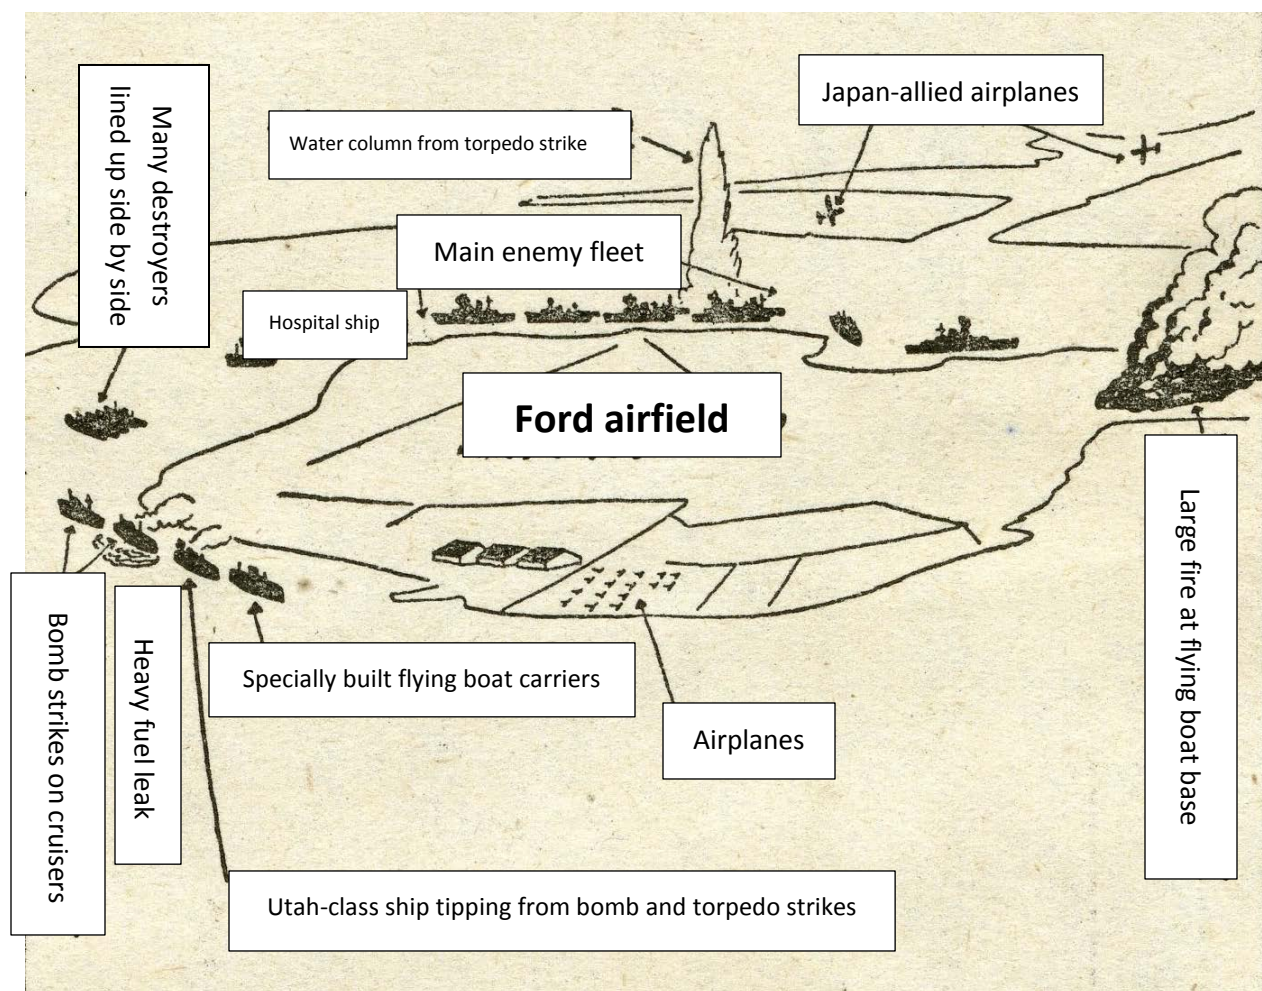 Japan-allied airplanes
Many destroyers
lined up side by side
Water column from torpedo strike
Main enemy fleet
Hospital ship
Ford airfield
Large fire at flying boat base
Bomb strikes on cruisers
Heavy fuel leak
Specially built flying boat carriers
Airplanes
Utah-class ship tipping from bomb and torpedo strikes